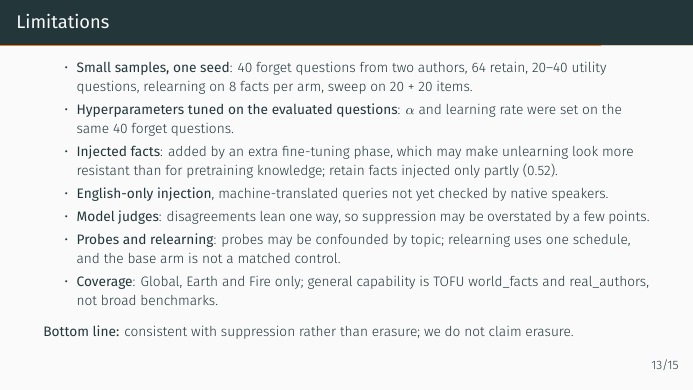 Limitations
· Small samples, one seed: 40 forget questions from two authors, 64 retain, 20–40 utility
questions, relearning on 8 facts per arm, sweep on 20 + 20 items.
· Hyperparameters tuned on the evaluated questions: α and learning rate were set on the
same 40 forget questions.
· Injected facts: added by an extra fine-tuning phase, which may make unlearning look more
resistant than for pretraining knowledge; retain facts injected only partly (0.52).
· English-only injection, machine-translated queries not yet checked by native speakers.
· Model judges: disagreements lean one way, so suppression may be overstated by a few points.
· Probes and relearning: probes may be confounded by topic; relearning uses one schedule,
and the base arm is not a matched control.
· Coverage: Global, Earth and Fire only; general capability is TOFU world_facts and real_authors,
not broad benchmarks.
Bottom line: consistent with suppression rather than erasure; we do not claim erasure.
13/15